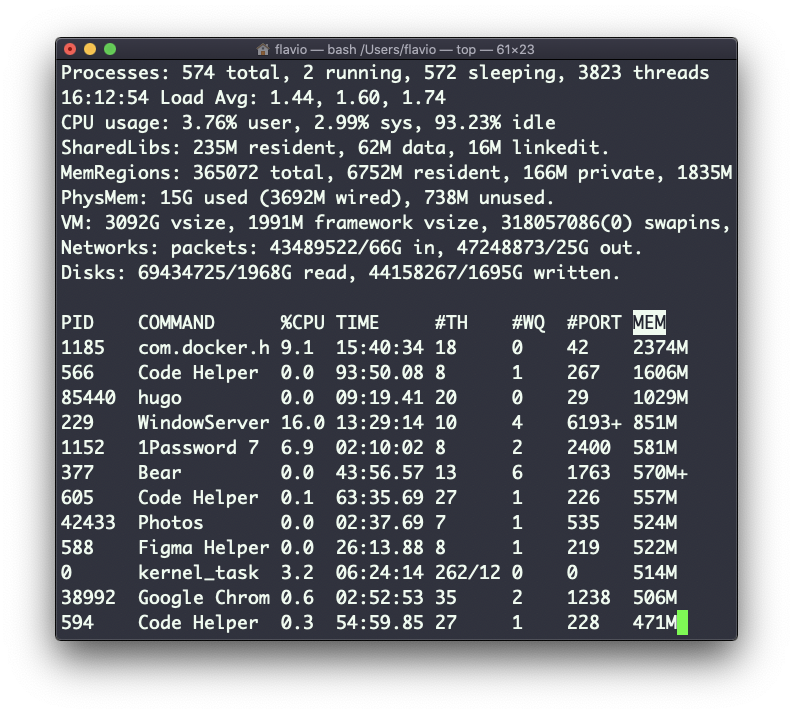 flavio — bash /Users/flavio — top — 61×23
Processes: 574 total, 2 running, 572 sleeping, 3823 threads
16:12:54 Load Avg: 1.44, 1.60, 1.74
CPU usage: 3.76% user, 2.99% sys, 93.23% idle
SharedLibs: 235M resident, 62M data, 16M linkedit.
MemRegions: 365072 total, 6752M resident, 166M private, 1835M
PhysMem: 15G used (3692M wired), 738M unused.
VM: 3092G vsize, 1991M framework vsize, 318057086(0) swapins,
Networks: packets: 43489522/66G in, 47248873/25G out.
Disks: 69434725/1968G read, 44158267/1695G written.
PID COMMAND %CPU TIME #TH #WQ #PORT MEM
1185 com.docker.h 9.1 15:40:34 18 0 42 2374M
566 Code Helper 0.0 93:50.08 8 1 267 1606M
85440 hugo 0.0 09:19.41 20 0 29 1029M
229 WindowServer 16.0 13:29:14 10 4 6193+ 851M
1152 1Password 7 6.9 02:10:02 8 2 2400 581M
377 Bear 0.0 43:56.57 13 6 1763 570M+
605 Code Helper 0.1 63:35.69 27 1 226 557M
42433 Photos 0.0 02:37.69 7 1 535 524M
588 Figma Helper 0.0 26:13.88 8 1 219 522M
0 kernel_task 3.2 06:24:14 262/12 0 0 514M
38992 Google Chrom 0.6 02:52:53 35 2 1238 506M
594 Code Helper 0.3 54:59.85 27 1 228 471M